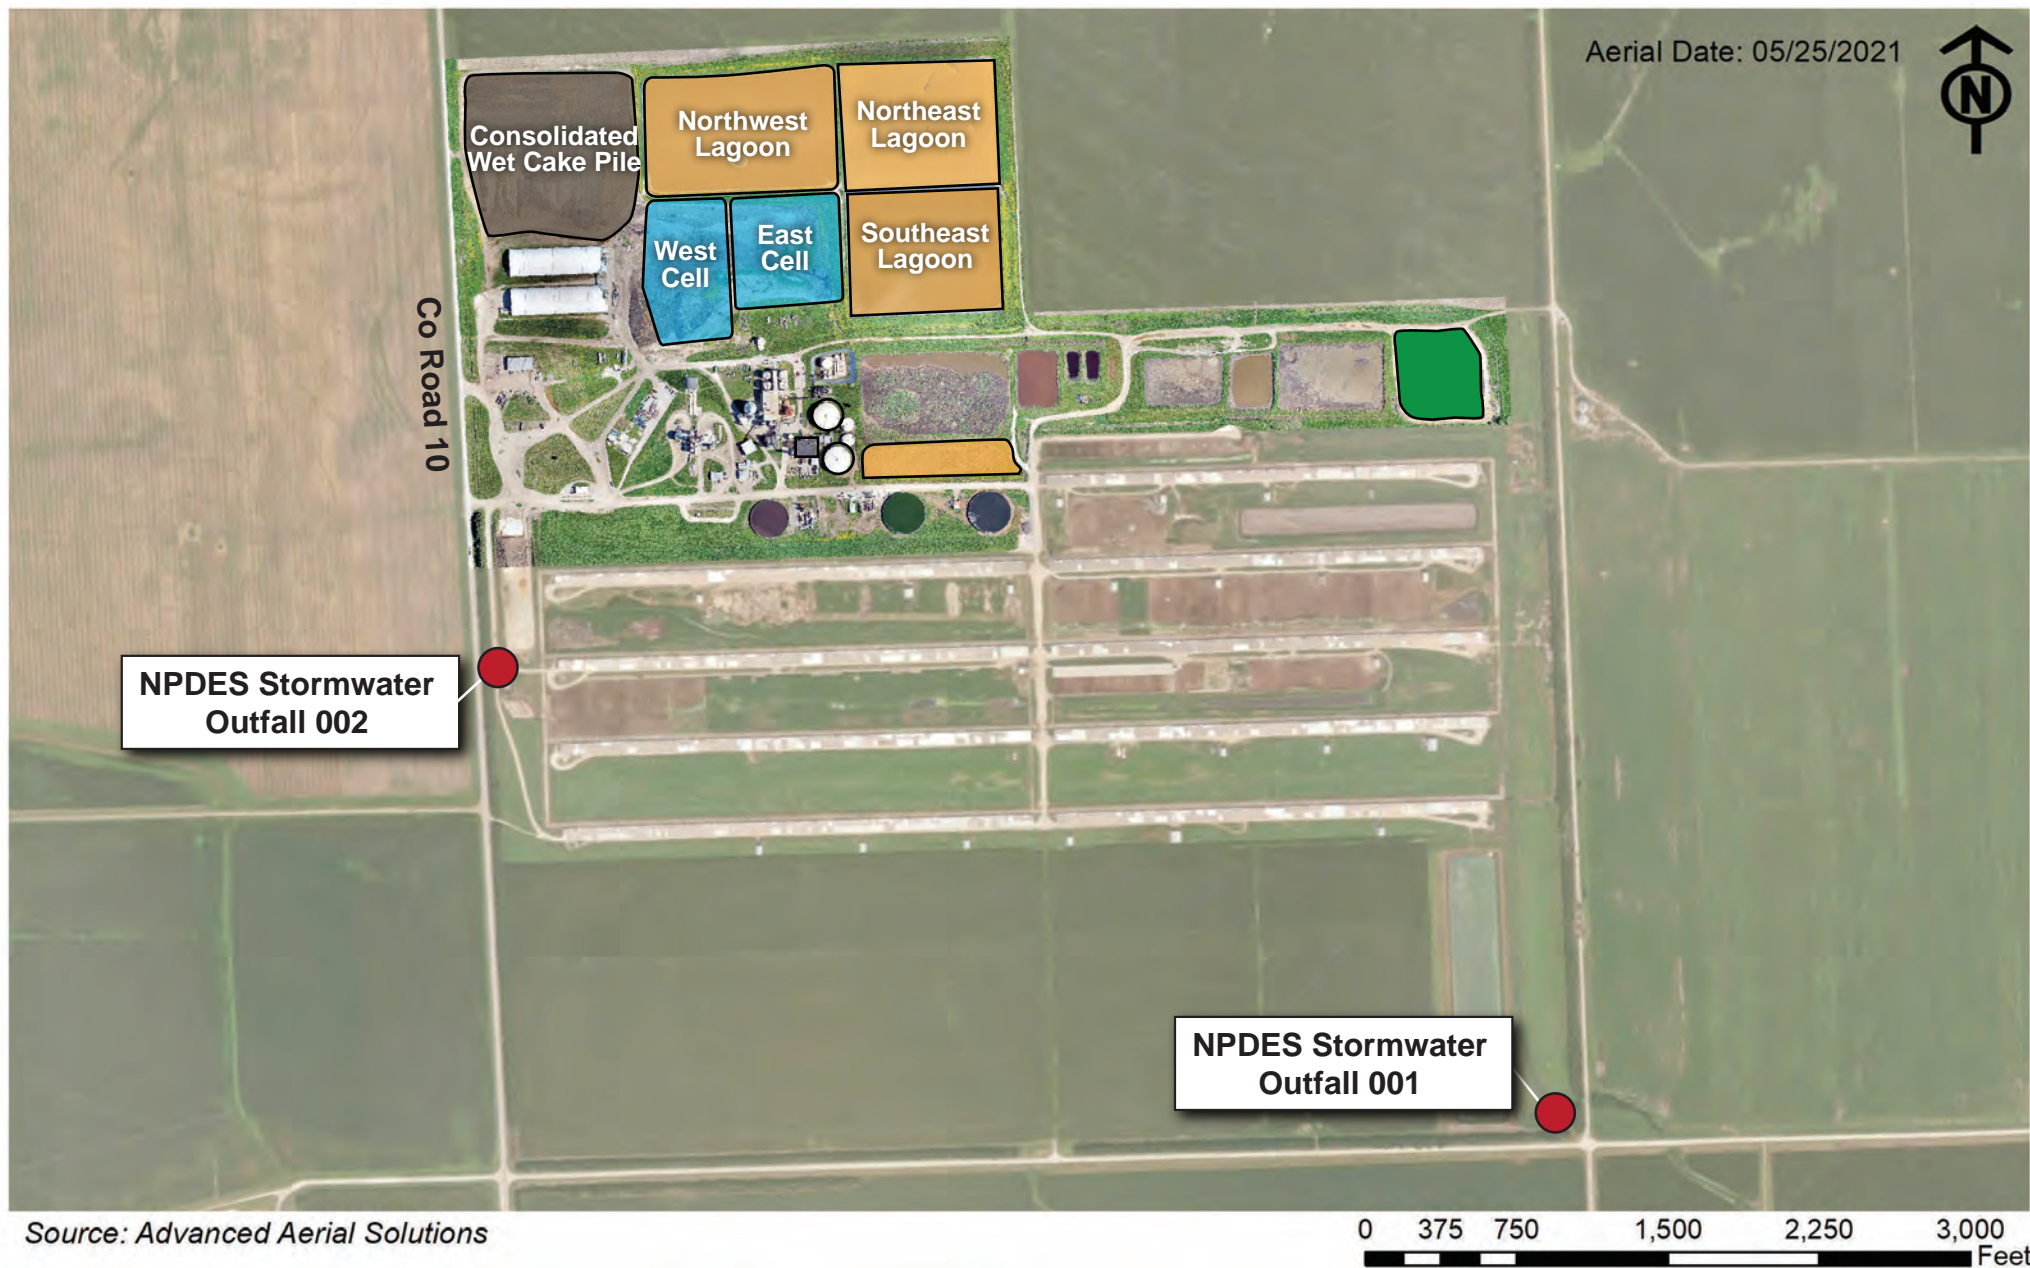 Aerial Date: 05/25/2021
N
Consolidated
Wet Cake Pile
Northwest
Lagoon
Northeast
Lagoon
West
Cell
East
Cell
Southeast
Lagoon
Co Road 10
NPDES Stormwater
Outfall 002
NPDES Stormwater
Outfall 001
Source: Advanced Aerial Solutions
0 375 750 1,500 2,250 3,000
Feet